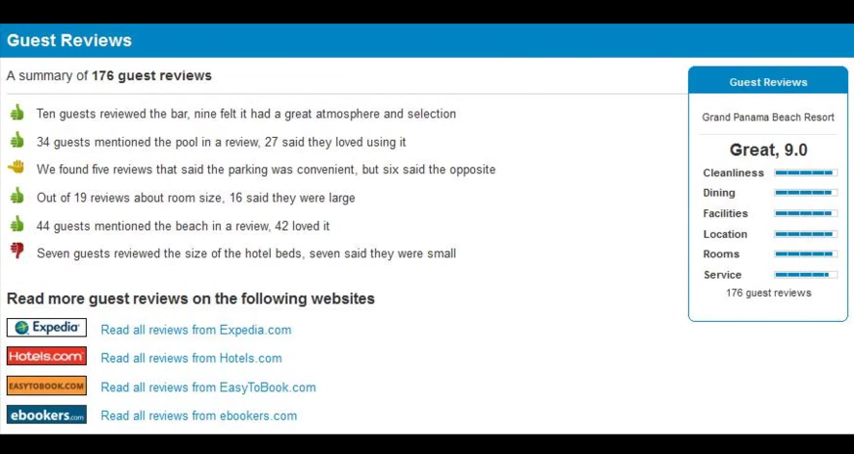 Guest Reviews
A summary of 176 guest reviews
Ten guests reviewed the bar, nine felt it had a great atmosphere and selection
34 guests mentioned the pool in a review, 27 said they loved using it
We found five reviews that said the parking was convenient, but six said the opposite
Out of 19 reviews about room size, 16 said they were large
44 guests mentioned the beach in a review, 42 loved it
Seven guests reviewed the size of the hotel beds, seven said they were small
Read more guest reviews on the following websites
Expedia Read all reviews from Expedia.com
Hotels.com Read all reviews from Hotels.com
EASYTOBOOK.COM Read all reviews from EasyToBook.com
ebookers.com Read all reviews from ebookers.com
Guest Reviews
Grand Panama Beach Resort
Great, 9.0
Cleanliness
Dining
Facilities
Location
Rooms
Service
176 guest reviews